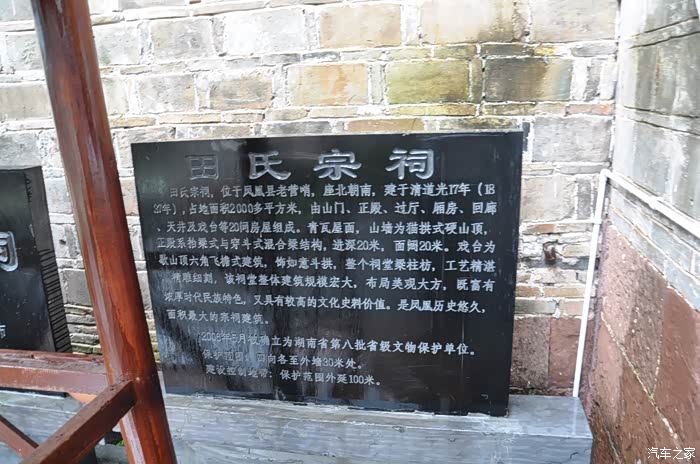 田氏宗祠
田氏宗祠，位于凤凰县老营哨，座北朝南，建于清道光17年（18
37年），占地面积2000多平方米，由山门、正殿、过厅、厢房、回廊
、天井及戏台等20间房屋组成。青瓦屋面，山墙为猫拱式硬山顶，
正殿系抬梁式与穿斗式混合梁结构，进深20米，面阔20米。戏台为
歇山顶六角飞檐式建筑，饰如意斗拱，整个祠堂梁柱枋，工艺精湛
，精雕细刻，该祠堂整体建筑规模宏大，布局美观大方，既富有
浓厚时代民族特色，又具有较高的文化史料价值。是凤凰历史悠久，
面积最大的宗祠建筑。
年5月被确立为湖南省第八批省级文物保护单位。
保护范围：四向各至外墙30米处。
建设控制地带：保护范围外延100米。
祠
市
汽车之家